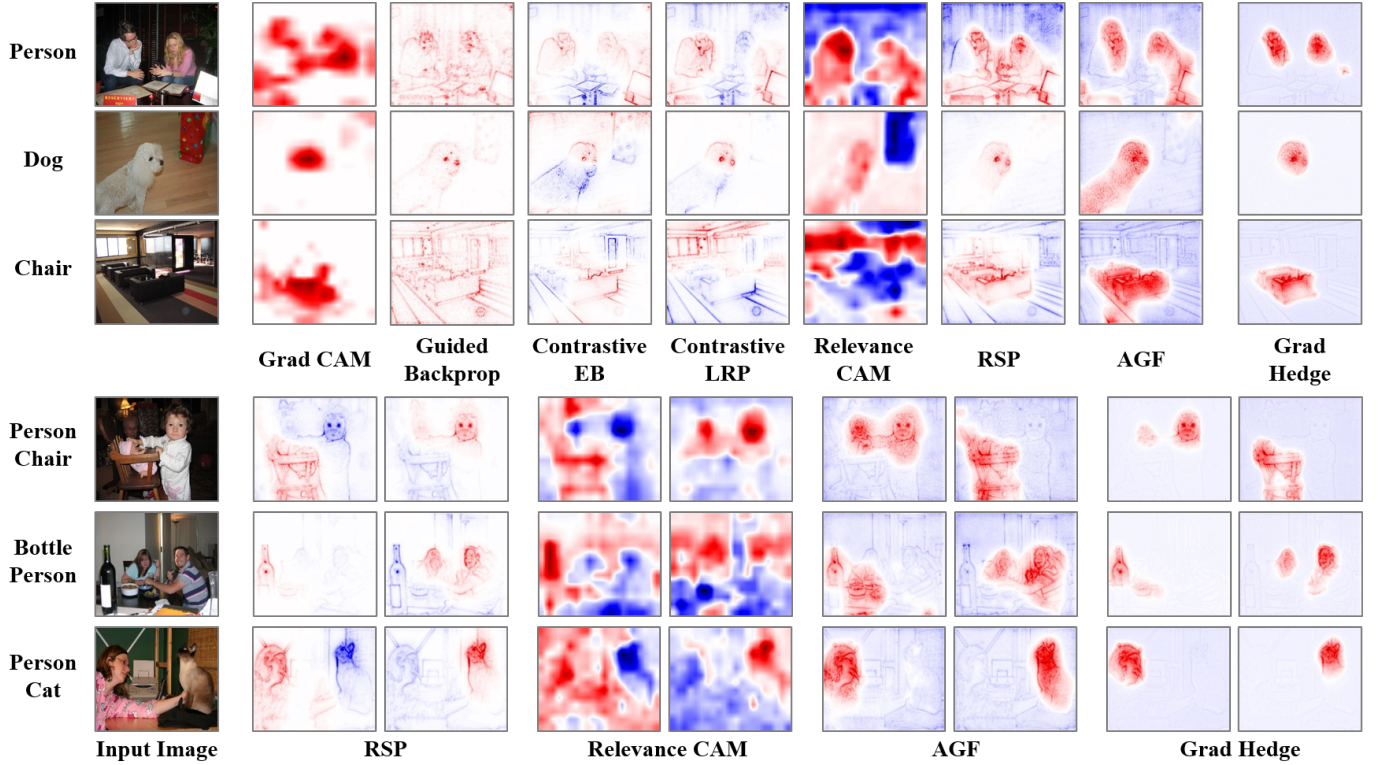 Person
Dog
Chair
Grad CAM
Guided
Backprop
Contrastive
EB
Contrastive
LRP
Relevance
CAM
RSP
AGF
Grad
Hedge
Person
Chair
Bottle
Person
Person
Cat
Input Image
RSP
Relevance CAM
AGF
Grad Hedge